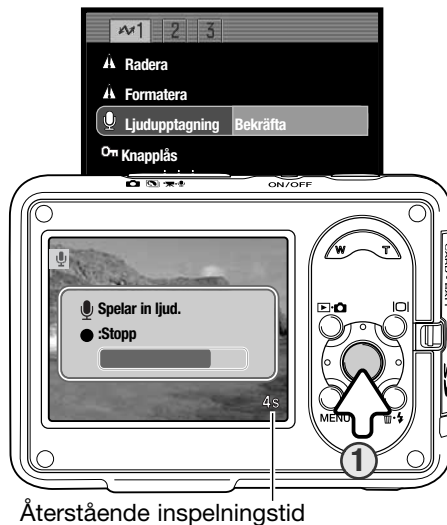 1 2 3
Radera
Formatera
Ljudupptagning Bekräfta
Knapplås
ON/OFF
W T
Spelar in ljud.
:Stopp
4s
MENU
1
Återstående inspelningstid